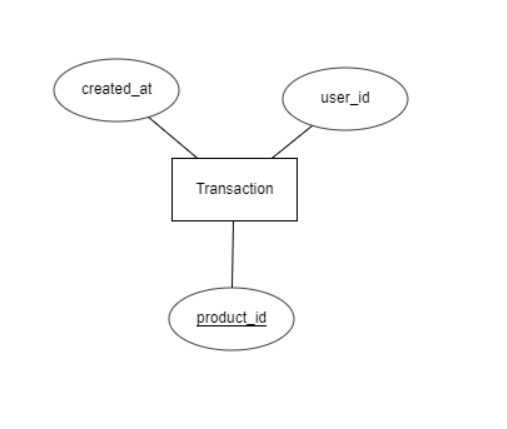 created_at
user_id
Transaction
product_id